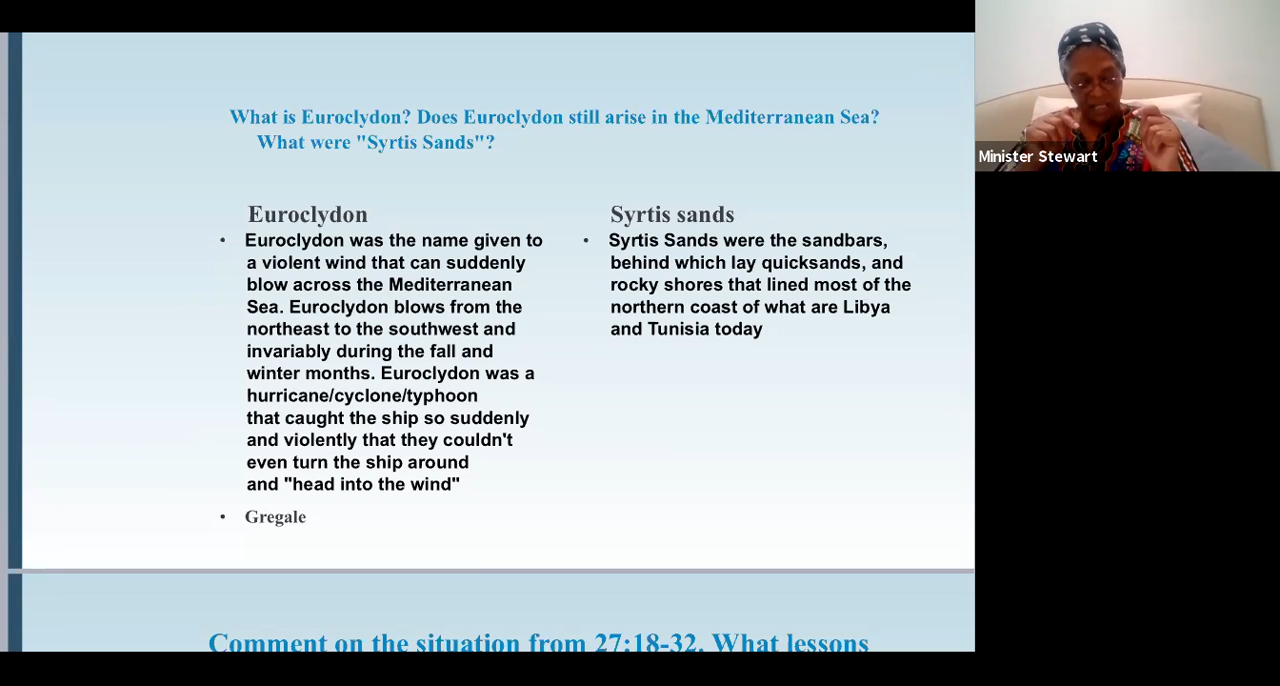 What is Euroclydon? Does Euroclydon still arise in the Mediterranean Sea?
What were "Syrtis Sands"?
Euroclydon
• Euroclydon was the name given to
a violent wind that can suddenly
blow across the Mediterranean
Sea. Euroclydon blows from the
northeast to the southwest and
invariably during the fall and
winter months. Euroclydon was a
hurricane/cyclone/typhoon
that caught the ship so suddenly
and violently that they couldn't
even turn the ship around
and "head into the wind"
• Gregale
Syrtis sands
• Syrtis Sands were the sandbars,
behind which lay quicksands, and
rocky shores that lined most of the
northern coast of what are Libya
and Tunisia today
Comment on the situation from 27:18-32. What lessons
Minister Stewart